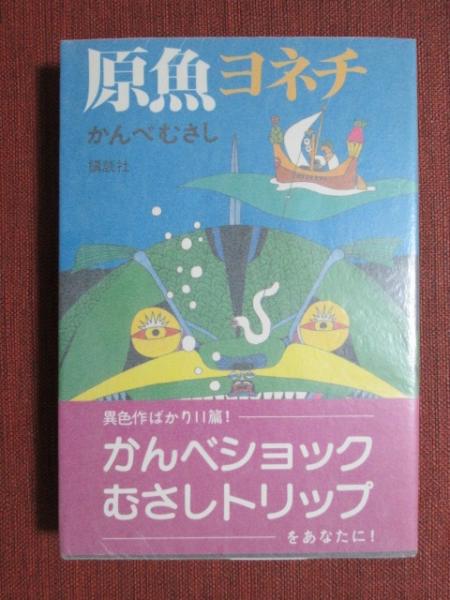 原魚ヨネチ
かんべむさし
講談社
異色作ばかり11篇!
かんべショック
むさしトリップ
をあなたに!